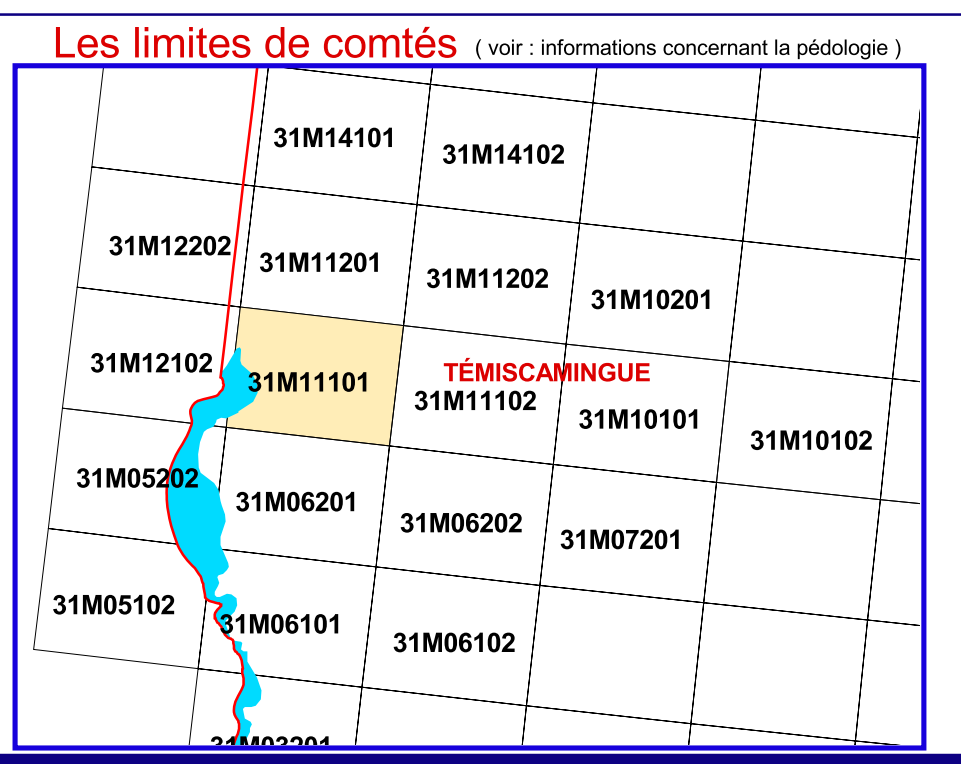 Les limites de comtés ( voir : informations concernant la pédologie )
31M14101
31M14102
31M12202
31M11201
31M11202
31M10201
31M12102
31M11101
TÉMISCAMINGUE
31M11102
31M10101
31M10102
31M05202
31M06201
31M06202
31M07201
31M05102
31M06101
31M06102
31M03201